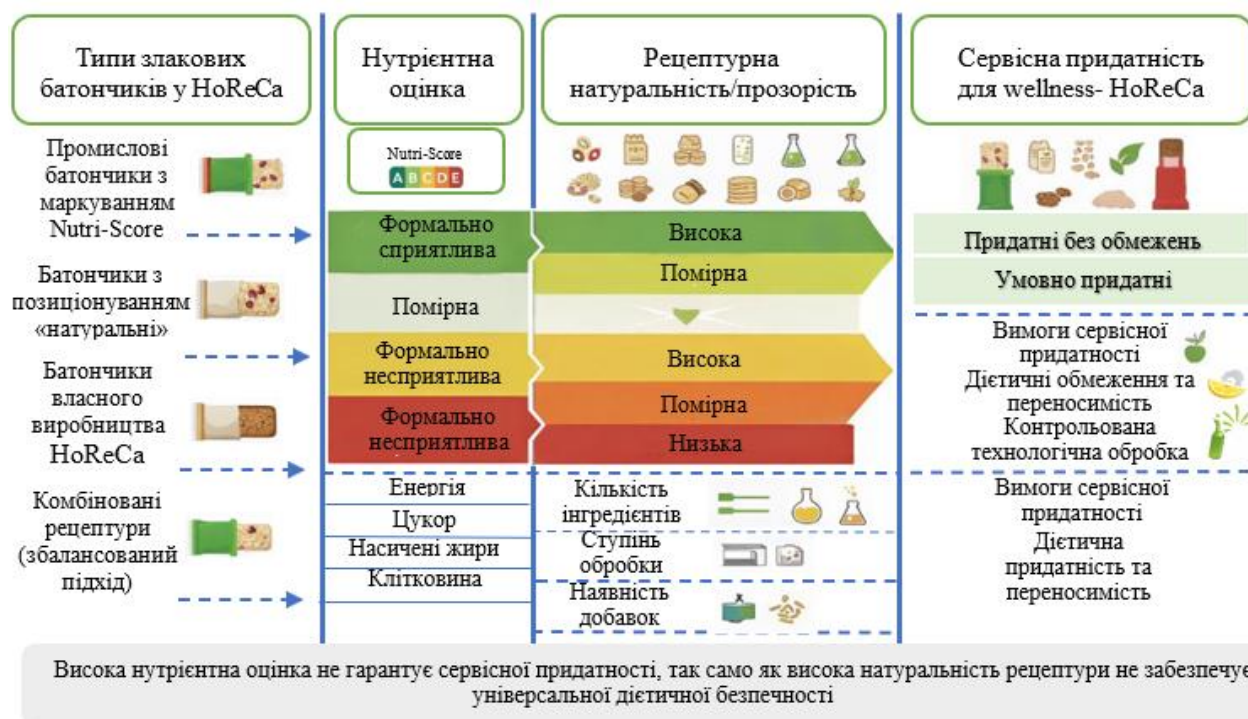 Типи злакових
батончиків у HoReCa
Нутрієнтна
оцінка
Рецептурна
натуральність/прозорість
Сервісна придатність
для wellness- HoReCa
Промислові
батончики з
маркуванням
Nutri-Score
Батончики з
позиціонуванням
«натуральні»
Батончики
власного
виробництва
HoReCa
Комбіновані
рецептури
(збалансований
підхід)
Nutri-Score
A B C D E
Формально
сприятлива
Помірна
Формально
несприятлива
Формально
несприятлива
Енергія
Цукор
Насичені жири
Клітковина
Висока
Помірна
Висока
Помірна
Низька
Кількість
інгредієнтів
Ступінь
обробки
Наявність
добавок
Придатні без обмежень
Умовно придатні
Вимоги сервісної
придатності
Дієтичні обмеження та
переносимість
Контрольована
технологічна обробка
Вимоги сервісної
придатності
Дієтична
придатність та
переносимість
Висока нутрієнтна оцінка не гарантує сервісної придатності, так само як висока натуральність рецептури не забезпечує
універсальної дієтичної безпечності